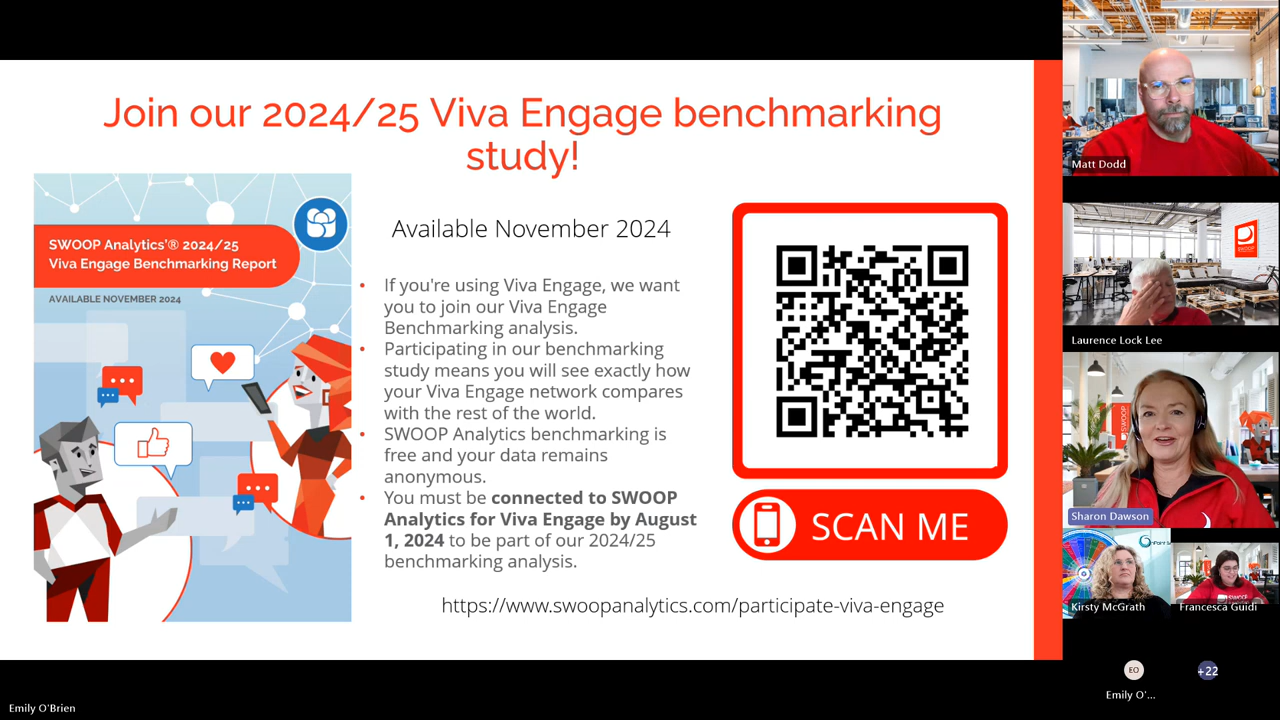 Join our 2024/25 Viva Engage benchmarking
study!
SWOOP Analytics'® 2024/25
Viva Engage Benchmarking Report
AVAILABLE NOVEMBER 2024
Available November 2024
• If you're using Viva Engage, we want
you to join our Viva Engage
Benchmarking analysis.
• Participating in our benchmarking
study means you will see exactly how
your Viva Engage network compares
with the rest of the world.
• SWOOP Analytics benchmarking is
free and your data remains
anonymous.
• You must be connected to SWOOP
Analytics for Viva Engage by August
1, 2024 to be part of our 2024/25
benchmarking analysis.
SCAN ME
https://www.swoopanalytics.com/participate-viva-engage
Emily O'Brien
Matt Dodd
SWOOP
Laurence Lock Lee
SWOOP
Sharon Dawson
Kirsty McGrath
SWOOP
Francesca Guidi
EO
Emily O'...
+22